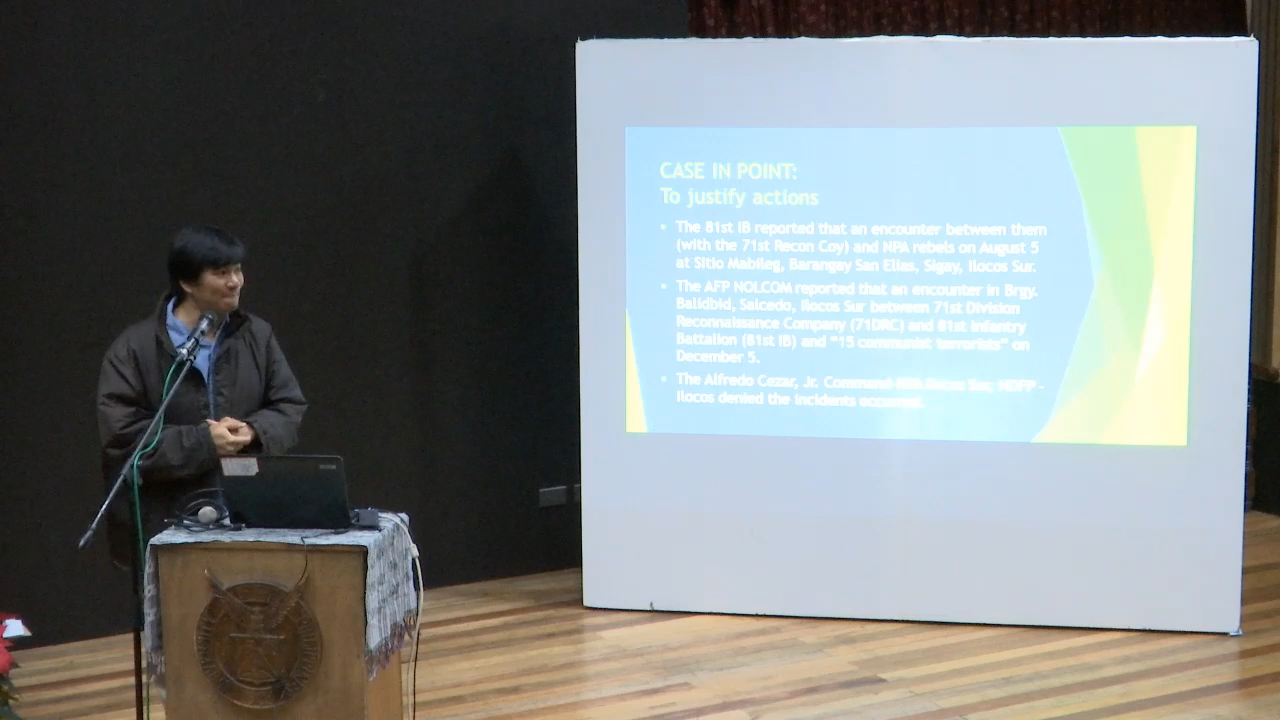 CASE IN POINT:
To justify actions
• The 81st IB reported that an encounter between them
(with the 71st Recon Coy) and NPA rebels on August 5
at Sitio Mabileg, Barangay San Elias, Sigay, Ilocos Sur.
• The AFP NOLCOM reported that an encounter in Brgy.
Balidbid, Salcedo, Ilocos Sur between 71st Division
Reconnaissance Company (71DRC) and 81st Infantry
Battalion (81st IB) and "15 communist terrorists" on
December 5.
• The Alfredo Cezar, Jr. Command NPA Ilocos Sur, NDFP -
Ilocos denied the incidents occurred.